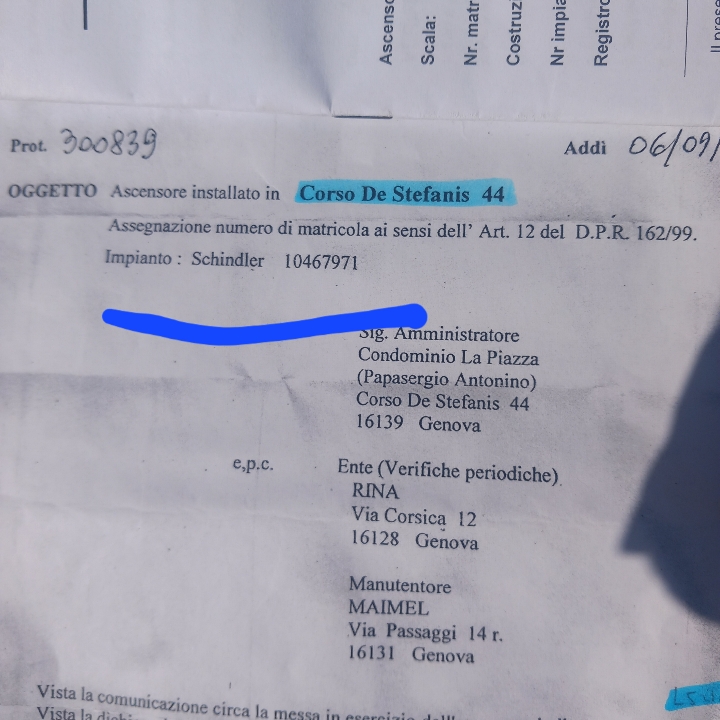 Scala:
Nr. matr
Nr impia
Registro
Prot. 300839
Addì 06/09/
OGGETTO Ascensore installato in Corso De Stefanis 44
Assegnazione numero di matricola ai sensi dell' Art. 12 del D.P.R. 162/99.
Impianto : Schindler 10467971
Sig. Amministratore
Condominio La Piazza
(Papasergio Antonino)
Corso De Stefanis 44
16139 Genova
e,p.c. Ente (Verifiche periodiche)
RINA
Via Corsica 12
16128 Genova
Manutentore
MAIMEL
Via Passaggi 14 r.
16131 Genova
Vista la comunicazione circa la messa in esercizio
Vista la